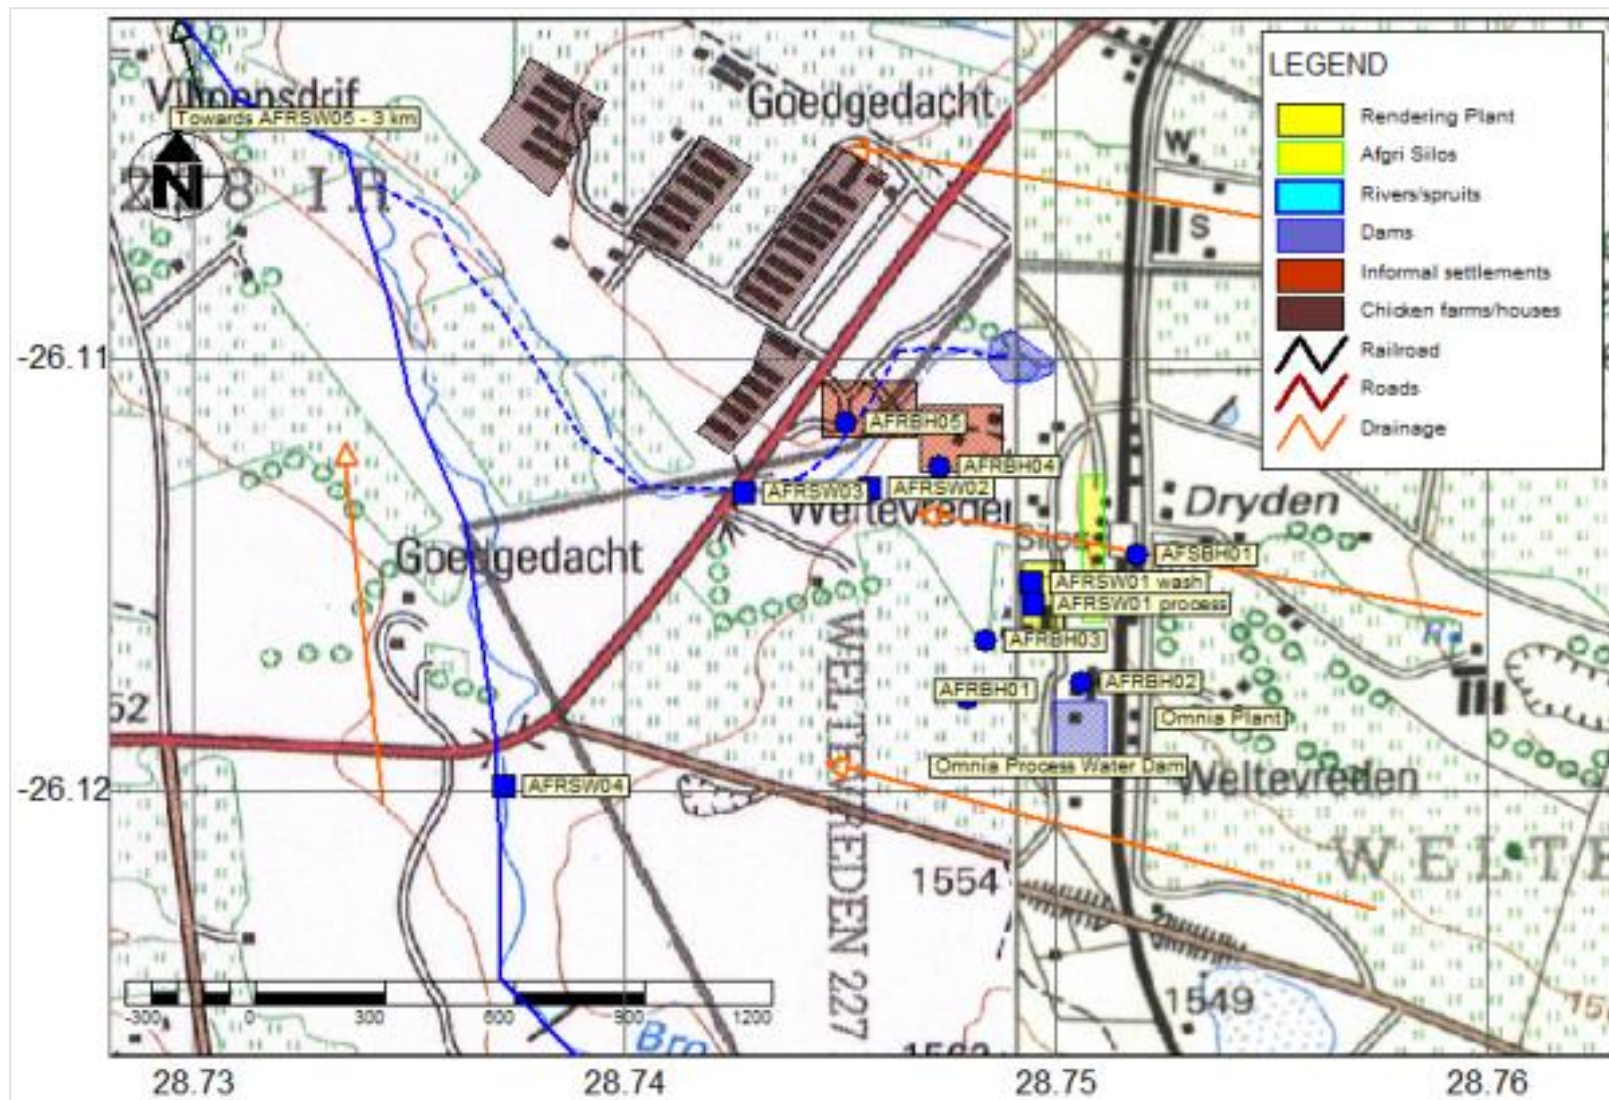 LEGEND
Rendering Plant
Afgri Silos
Rivers/spruits
Dams
Informal settlements
Chicken farms/houses
Railroad
Roads
Drainage
Towards AFRSW05 - 3 km
N
I R
Goedgedacht
W
S
-26.11
AFRBH05
AFRBH04
AFRSW03
AFRSW02
Dryden
Goedgedacht
AFSBH01
AFRSW01 wash
AFRSW01 process
AFRBH03
AFRBH01
AFRBH02
Omnia Plant
Omnia Process Water Dam
Weltevreden
-26.12
AFRSW04
WELTEVREDEN 227
WELTE
1554
1549
-300 0 300 600 900 1200
28.73 28.74 28.75 28.76